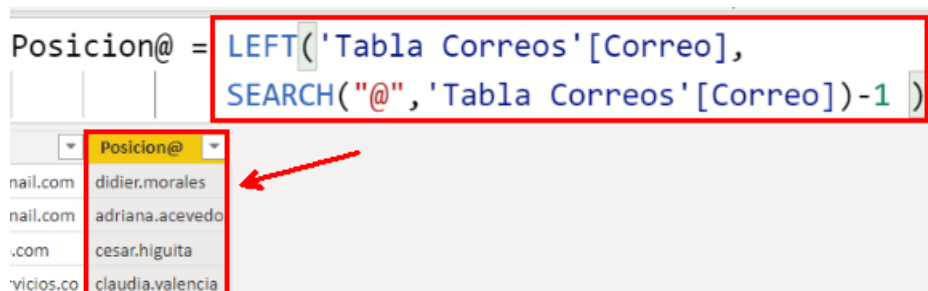 Posicion@ = LEFT('Tabla Correos'[Correo],
SEARCH("@",'Tabla Correos'[Correo])-1 )
Posicion@
nail.com didier.morales
nail.com adriana.acevedo
.com cesar.higuita
rvicios.co claudia.valencia